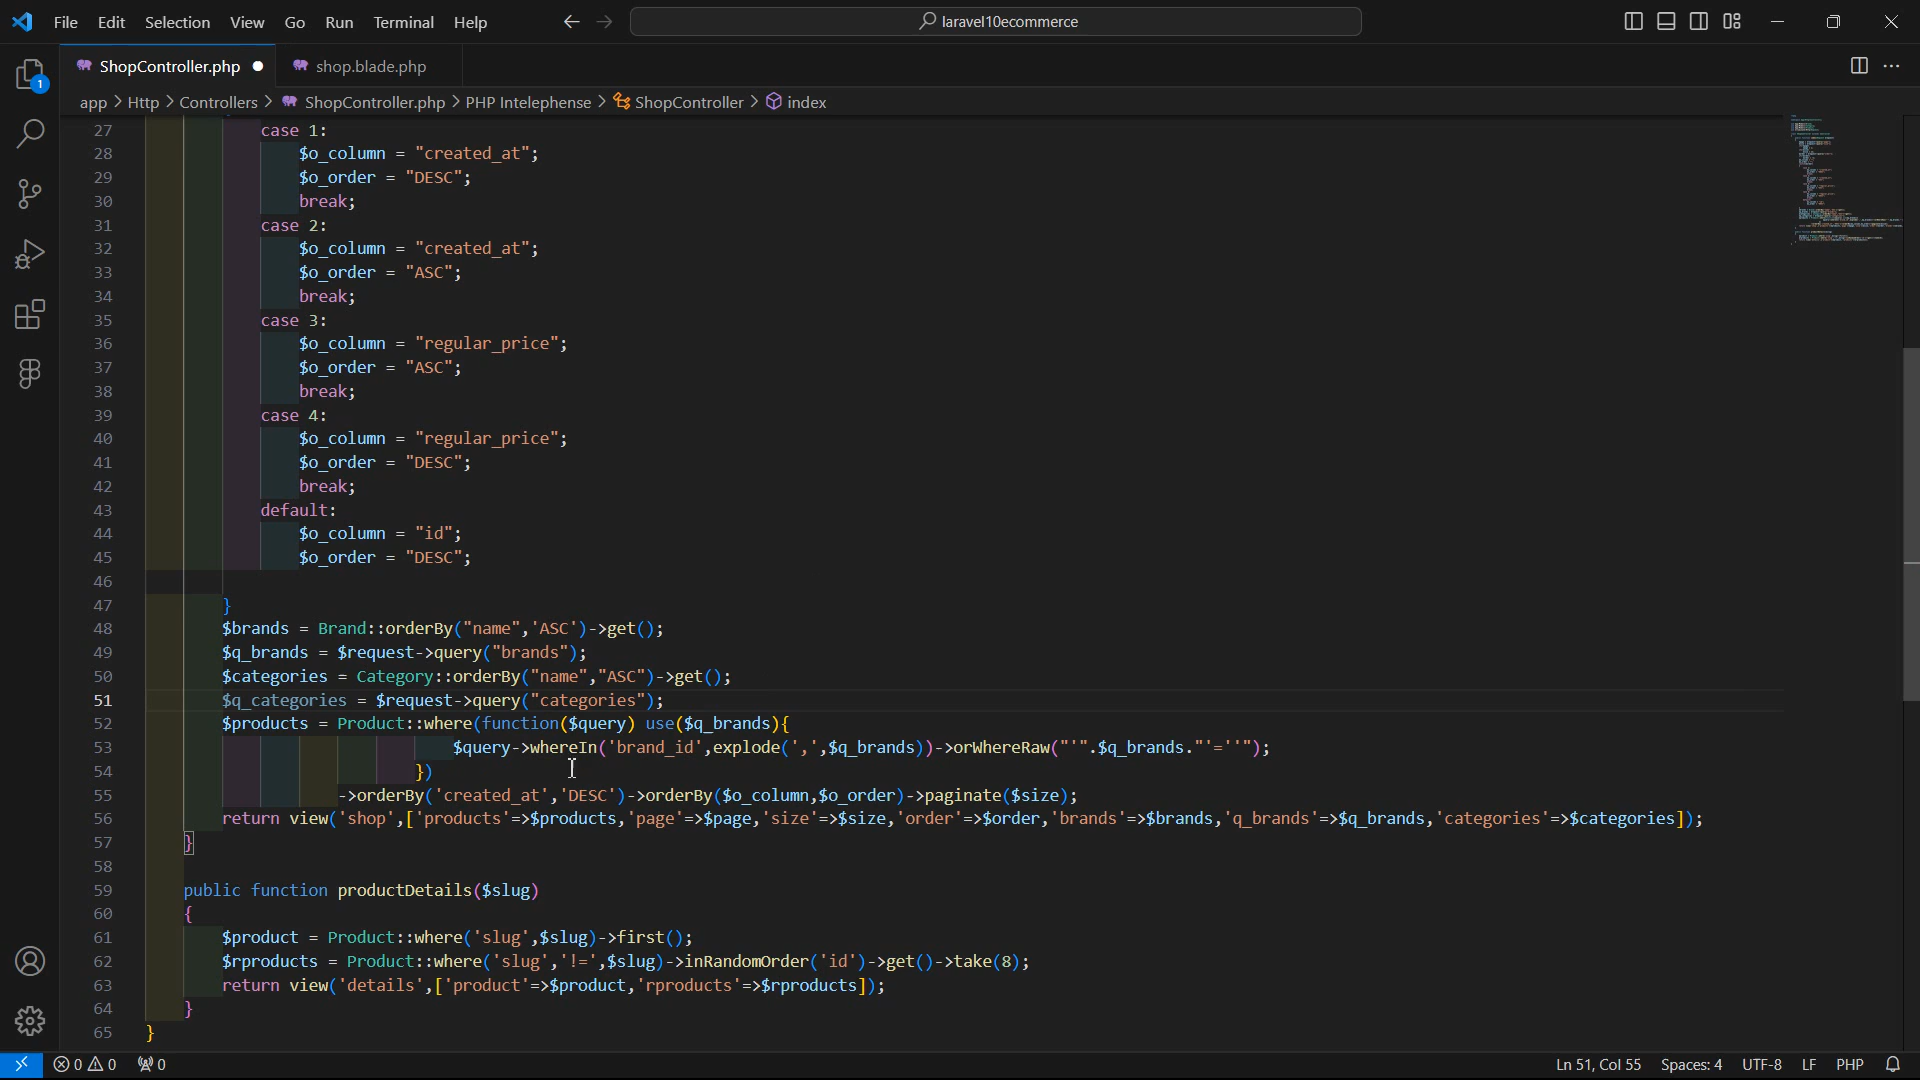 File Edit Selection View Go Run Terminal Help laravel10ecommerce
ShopController.php shop.blade.php
app > Http > Controllers > ShopController.php > PHP Intelephense > ShopController > index
27 case 1:
28 $o_column = "created_at";
29 $o_order = "DESC";
30 break;
31 case 2:
32 $o_column = "created_at";
33 $o_order = "ASC";
34 break;
35 case 3:
36 $o_column = "regular_price";
37 $o_order = "ASC";
38 break;
39 case 4:
40 $o_column = "regular_price";
41 $o_order = "DESC";
42 break;
43 default:
44 $o_column = "id";
45 $o_order = "DESC";
46
47 }
48 $brands = Brand::orderBy("name",'ASC')->get();
49 $q_brands = $request->query("brands");
50 $categories = Category::orderBy("name","ASC")->get();
51 $q_categories = $request->query("categories");
52 $products = Product::where(function($query) use($q_brands){
53 $query->whereIn('brand_id',explode(',',$q_brands))->orWhereRaw("'".$q_brands."'=''");
54 })
55 ->orderBy('created_at','DESC')->orderBy($o_column,$o_order)->paginate($size);
56 return view('shop',['products'=>$products,'page'=>$page,'size'=>$size,'order'=>$order,'brands'=>$brands,'q_brands'=>$q_brands,'categories'=>$categories]);
57 }
58
59 public function productDetails($slug)
60 {
61 $product = Product::where('slug',$slug)->first();
62 $rproducts = Product::where('slug','!=',$slug)->inRandomOrder('id')->get()->take(8);
63 return view('details',['product'=>$product,'rproducts'=>$rproducts]);
64 }
65 }
0 0 0 Ln 51, Col 55 Spaces: 4 UTF-8 LF PHP